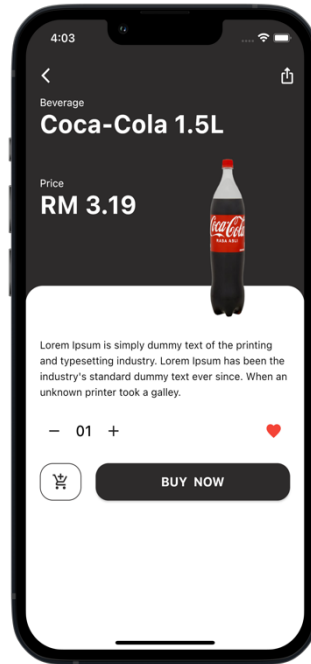 4:03
Beverage
Coca-Cola 1.5L
Price
RM 3.19
Coca-Cola
RASA ASLI
Lorem Ipsum is simply dummy text of the printing
and typesetting industry. Lorem Ipsum has been the
industry's standard dummy text ever since. When an
unknown printer took a galley.
01
BUY NOW